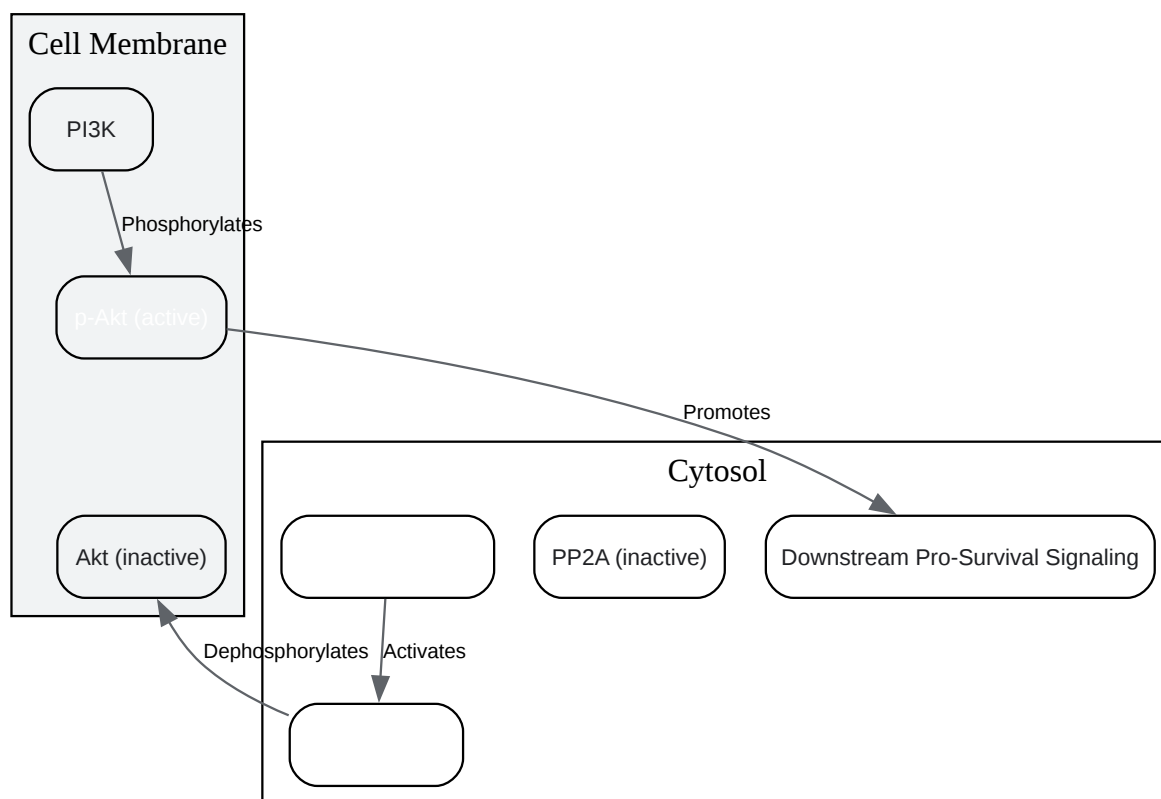 Cell Membrane
PI3K
Phosphorylates
p-Akt (active)
Promotes
Cytosol
Akt (inactive)
PP2A (inactive)
Downstream Pro-Survival Signaling
Dephosphorylates
Activates